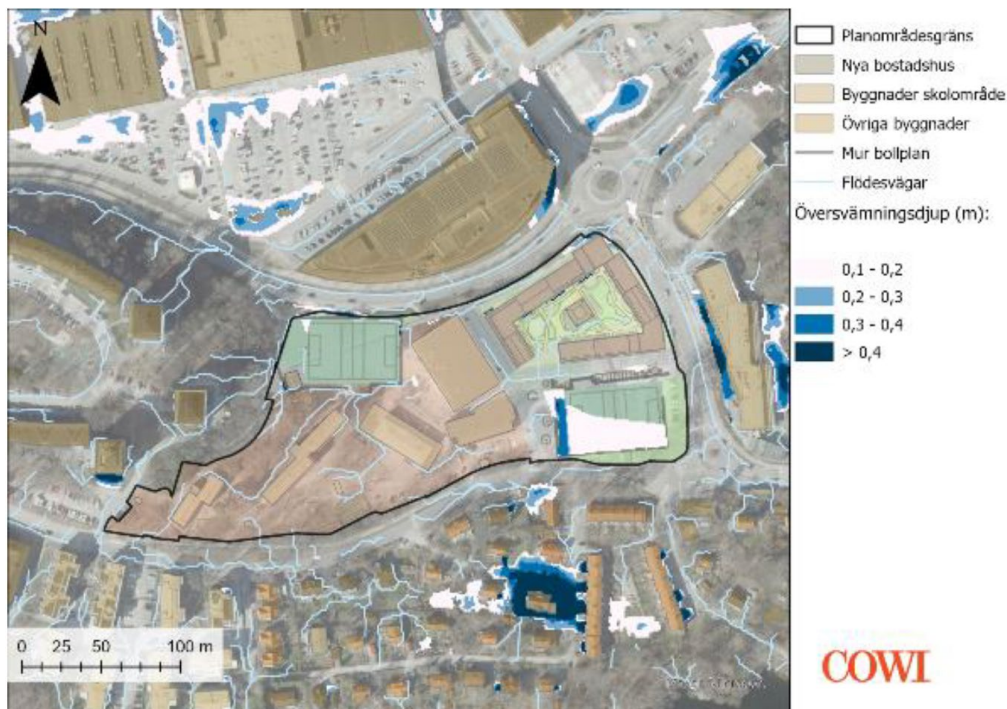 N
Planområdesgräns
Nya bostadshus
Byggnader skolområde
Övriga byggnader
Mur bollplan
Flödesvägar
Översvämningsdjup (m):
0,1 - 0,2
0,2 - 0,3
0,3 - 0,4
> 0,4
0 25 50 100 m
COWI